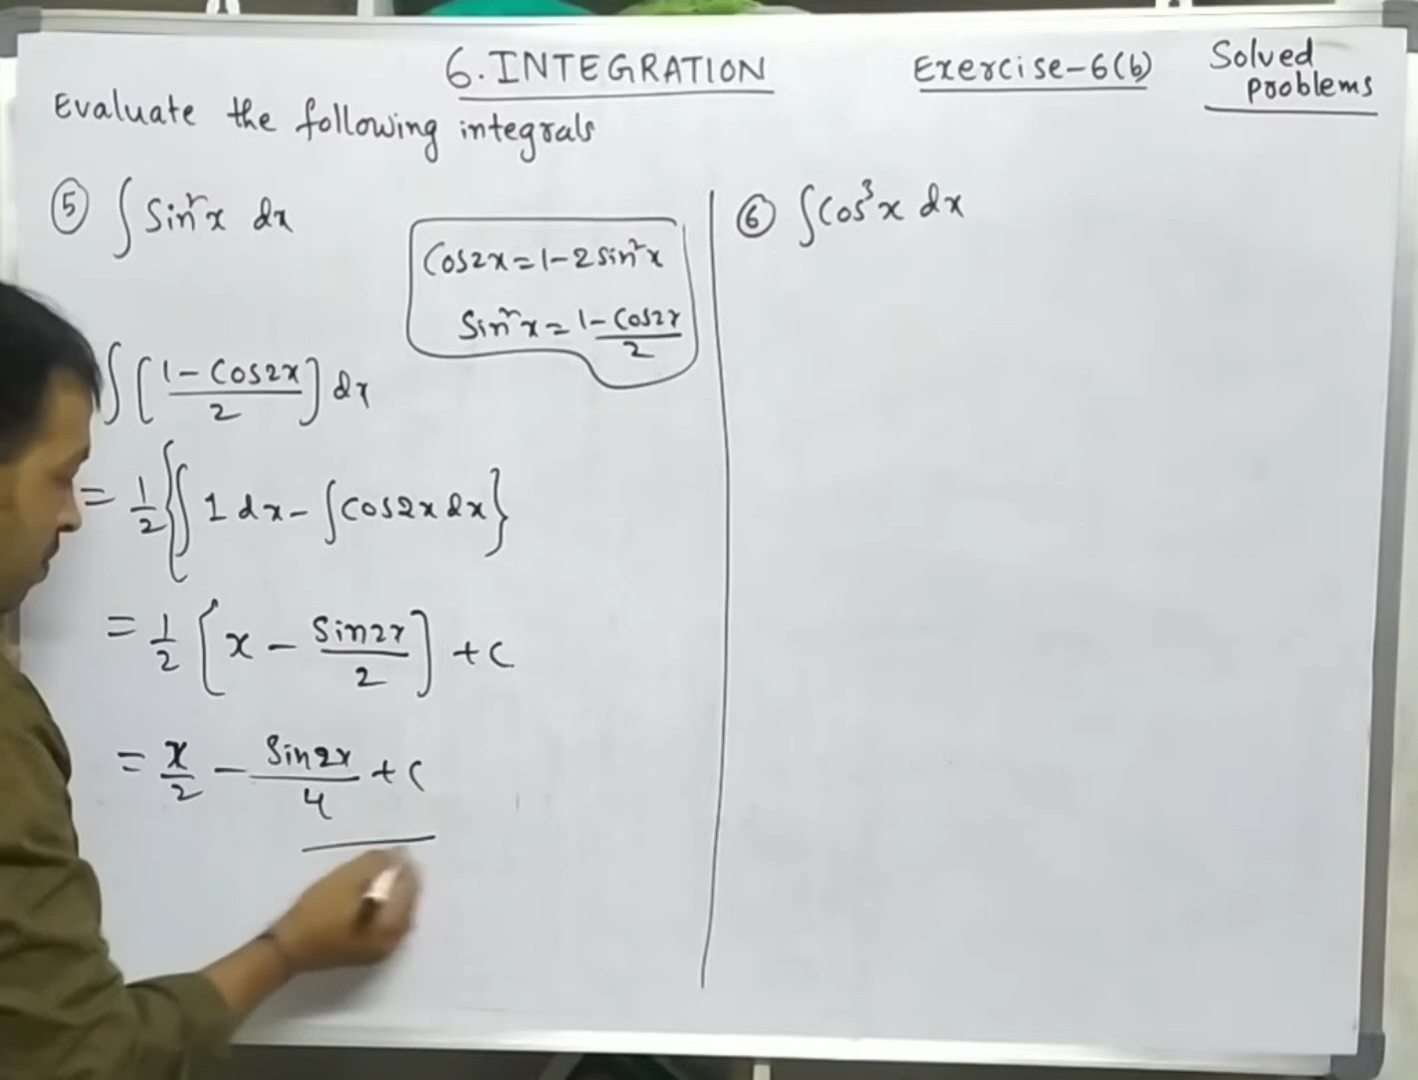 6. INTEGRATION
Exercise-6(b)
Solved problems
Evaluate the following integrals
⑤ ∫ Sin²x dx
Cos2x = 1-2 sin²x
Sin²x = 1-Cos2x/2
∫[1-Cos2x/2] dx
= 1/2 {∫ 1 dx - ∫cos2x dx}
= 1/2 [x - Sin2x/2] + c
= x/2 - Sin2x/4 + c
⑥ ∫Cos³x dx